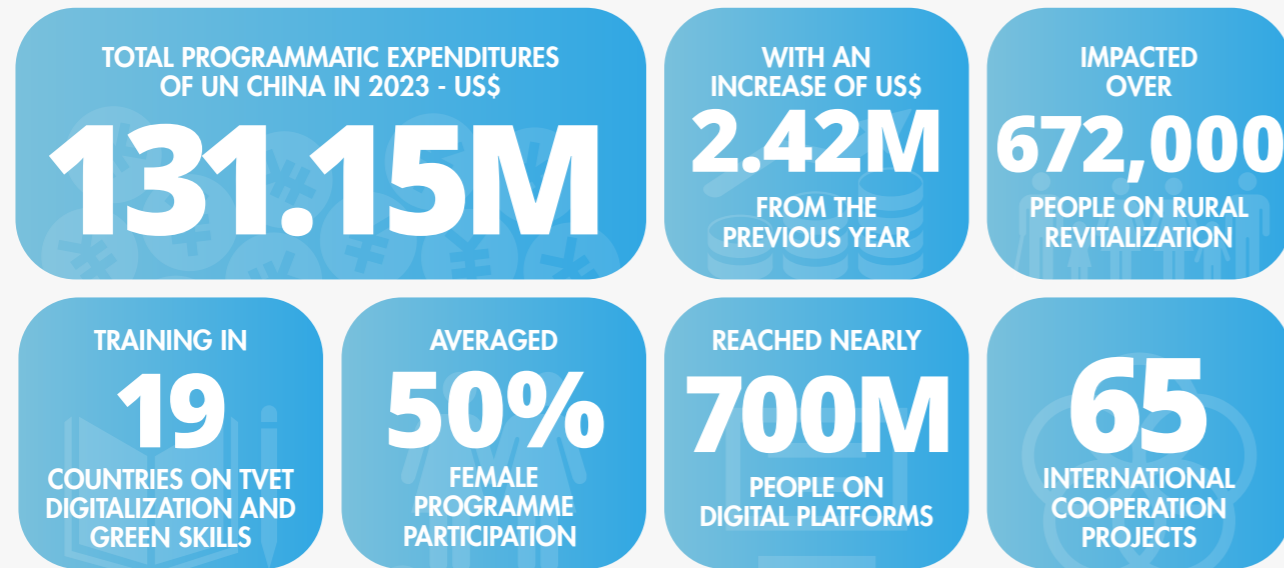 TOTAL PROGRAMMATIC EXPENDITURES
OF UN CHINA IN 2023 - US$
131.15M
WITH AN
INCREASE OF US$
2.42M
FROM THE
PREVIOUS YEAR
IMPACTED
OVER
672,000
PEOPLE ON RURAL
REVITALIZATION
TRAINING IN
19
COUNTRIES ON TVET
DIGITALIZATION AND
GREEN SKILLS
AVERAGED
50%
FEMALE
PROGRAMME
PARTICIPATION
REACHED NEARLY
700M
PEOPLE ON
DIGITAL PLATFORMS
65
INTERNATIONAL
COOPERATION
PROJECTS